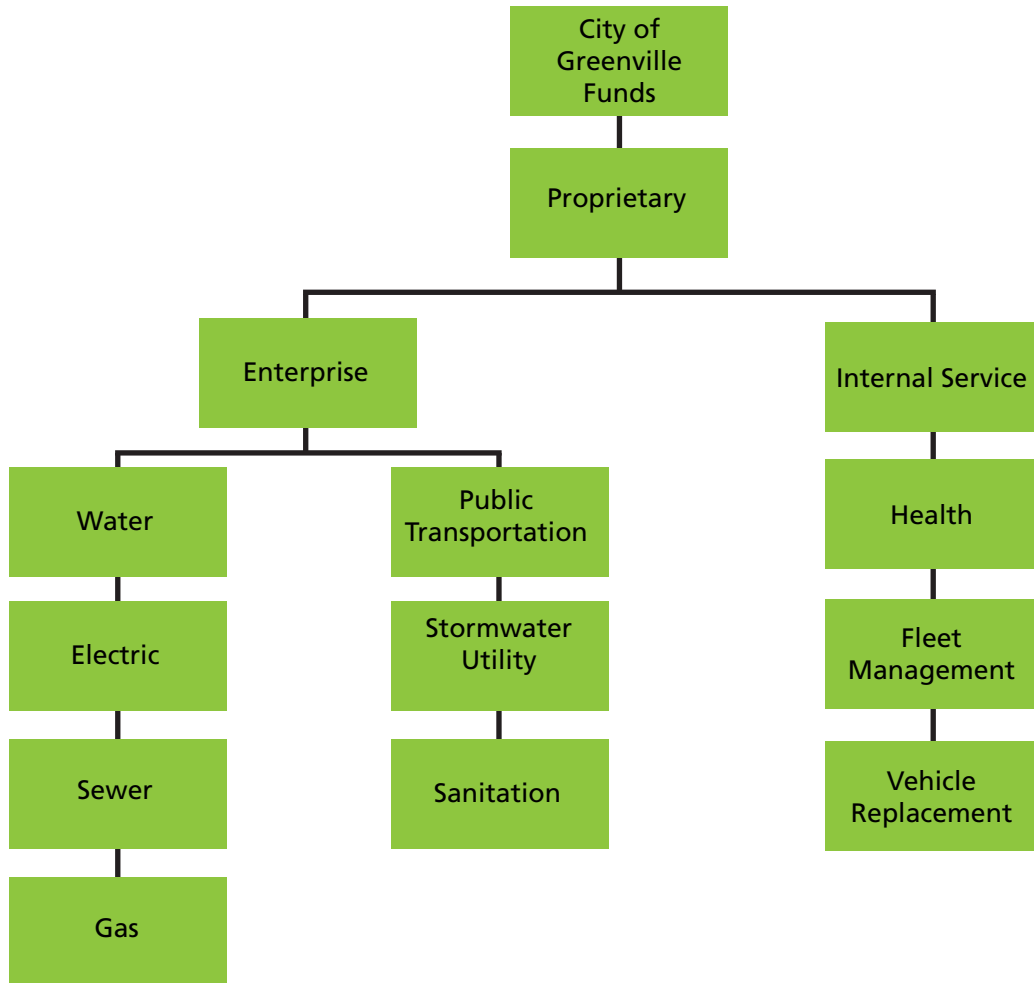 City of
Greenville
Funds
Proprietary
Enterprise
Internal Service
Water
Electric
Sewer
Gas
Public
Transportation
Stormwater
Utility
Sanitation
Health
Fleet
Management
Vehicle
Replacement